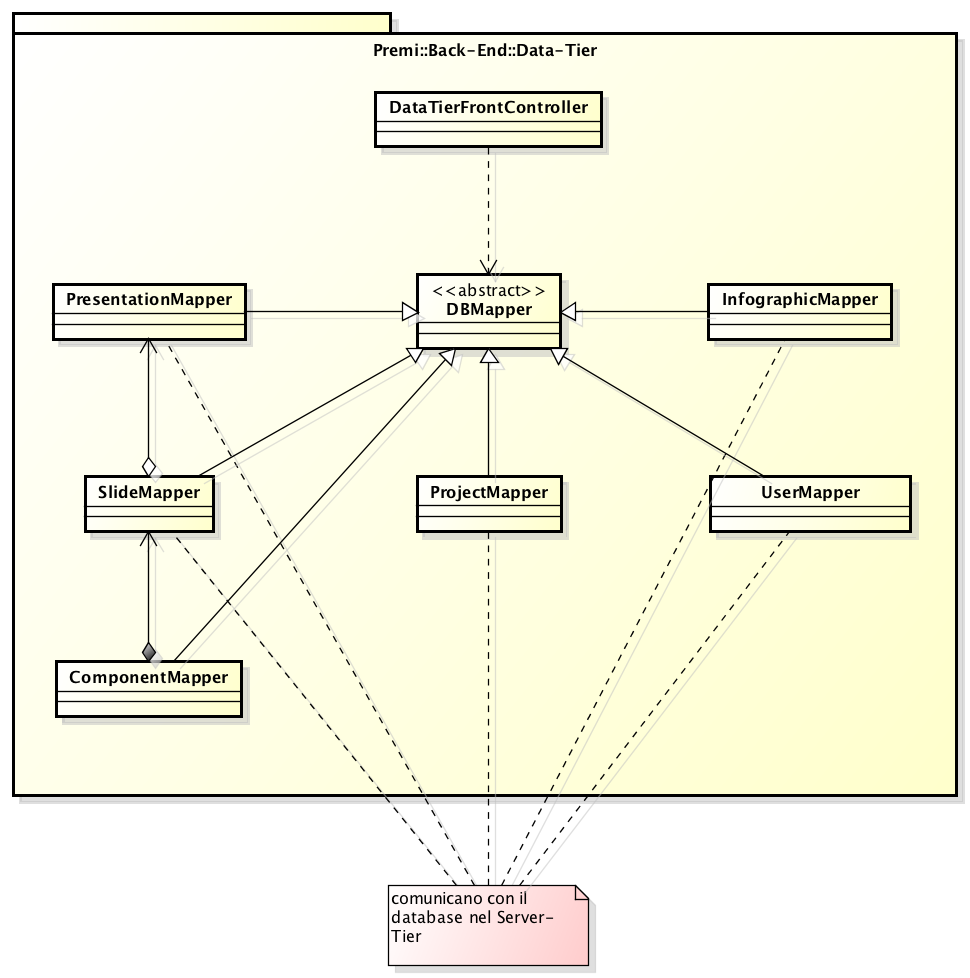 Premi::Back-End::Data-Tier
DataTierFrontController
<<abstract>>
DBMapper
PresentationMapper
InfographicMapper
SlideMapper
ProjectMapper
UserMapper
ComponentMapper
comunicano con il
database nel Server-
Tier